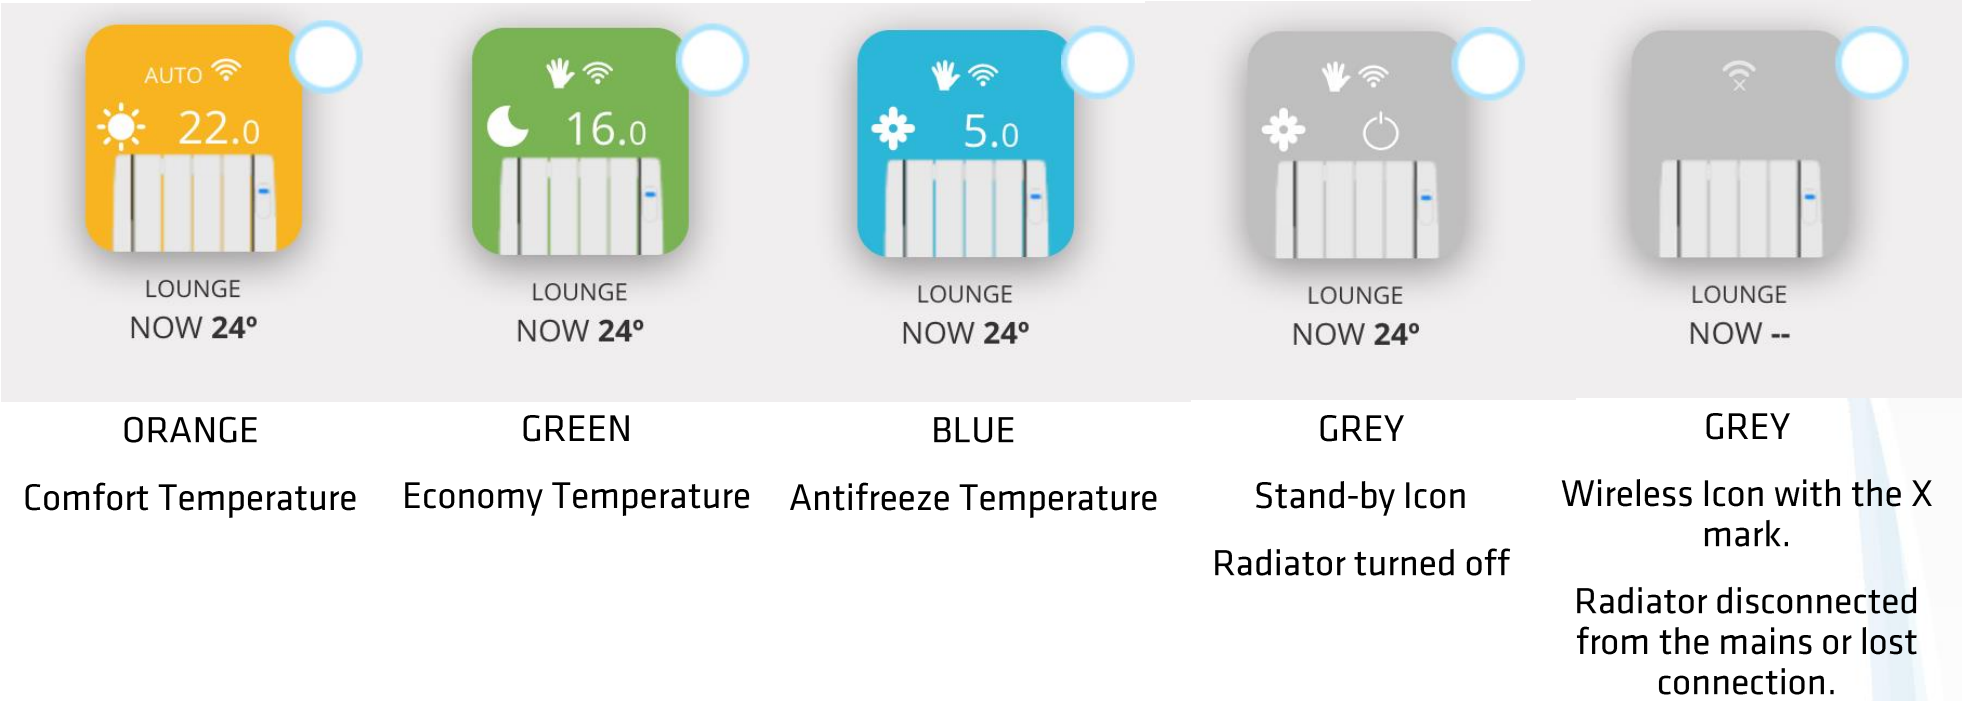 AUTO
22.0
LOUNGE
NOW 24º
16.0
LOUNGE
NOW 24º
5.0
LOUNGE
NOW 24º
LOUNGE
NOW 24º
LOUNGE
NOW --
ORANGE
Comfort Temperature
GREEN
Economy Temperature
BLUE
Antifreeze Temperature
GREY
Stand-by Icon
Radiator turned off
GREY
Wireless Icon with the X
mark.
Radiator disconnected
from the mains or lost
connection.